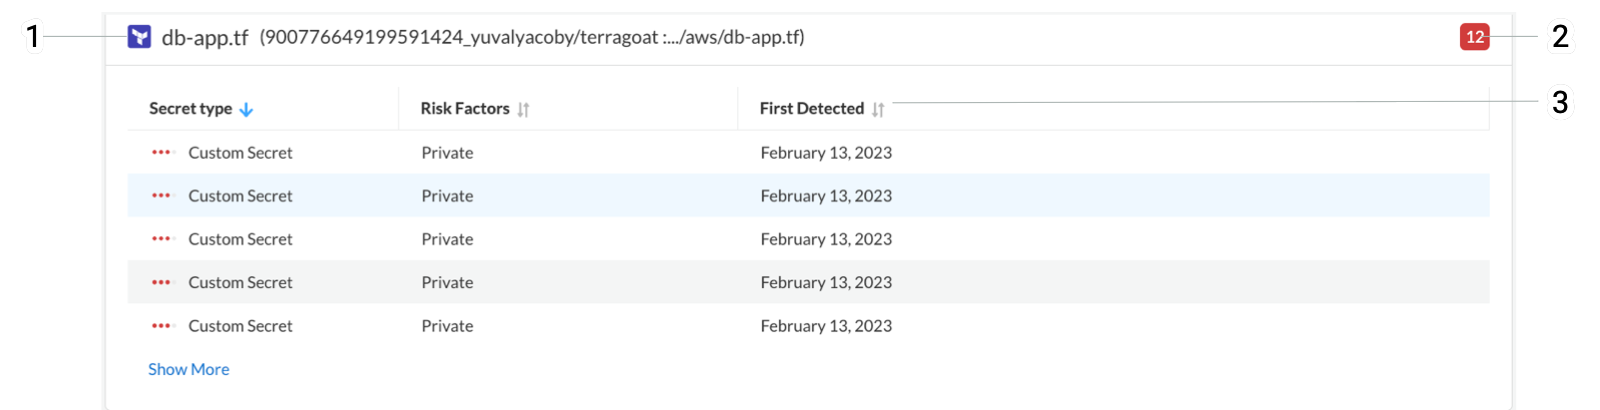 1 db-app.tf (900776649199591424_yuvalyacoby/terragoat :.../aws/db-app.tf) 12 2
Secret type Risk Factors First Detected 3
Custom Secret Private February 13, 2023
Custom Secret Private February 13, 2023
Custom Secret Private February 13, 2023
Custom Secret Private February 13, 2023
Custom Secret Private February 13, 2023
Show More